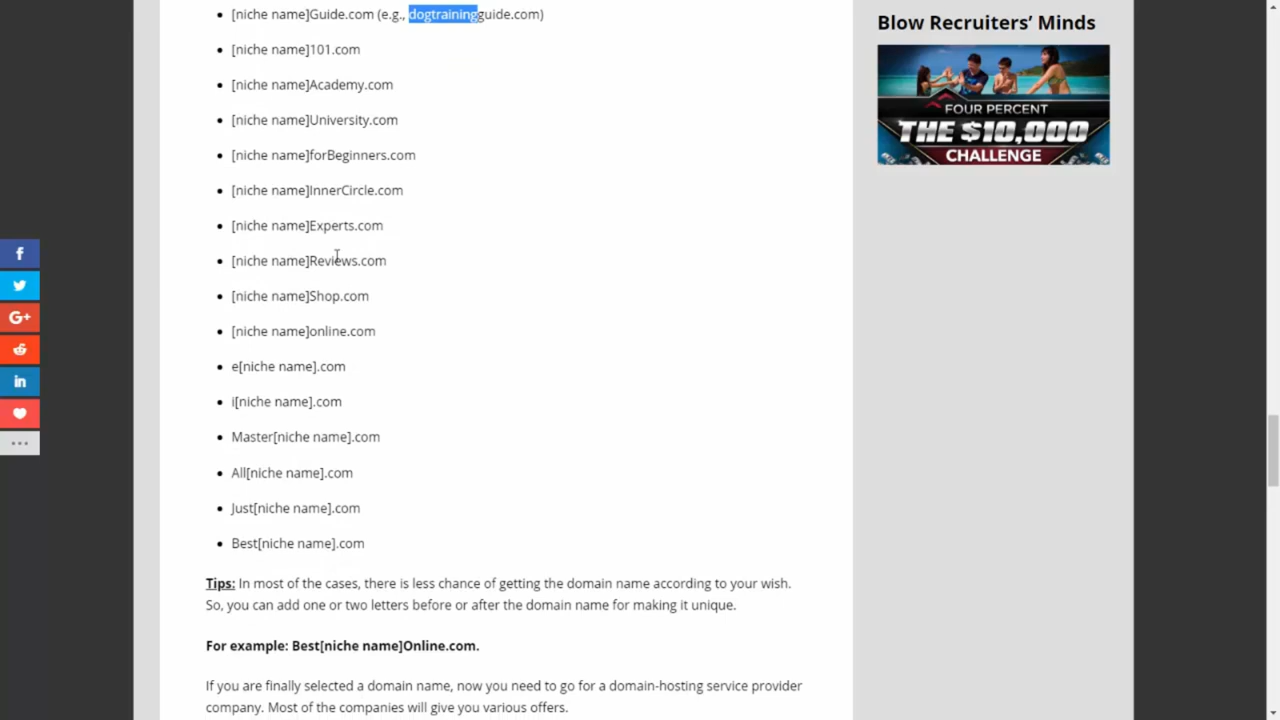 [niche name]Guide.com (e.g., dogtrainingguide.com)
[niche name]101.com
[niche name]Academy.com
[niche name]University.com
[niche name]forBeginners.com
[niche name]InnerCircle.com
[niche name]Experts.com
[niche name]Reviews.com
[niche name]Shop.com
[niche name]online.com
e[niche name].com
i[niche name].com
Master[niche name].com
All[niche name].com
Just[niche name].com
Best[niche name].com
Tips: In most of the cases, there is less chance of getting the domain name according to your wish.
So, you can add one or two letters before or after the domain name for making it unique.
For example: Best[niche name]Online.com.
If you are finally selected a domain name, now you need to go for a domain-hosting service provider
company. Most of the companies will give you various offers.
Blow Recruiters’ Minds
FOUR PERCENT
THE $10,000
CHALLENGE
f
G+
in